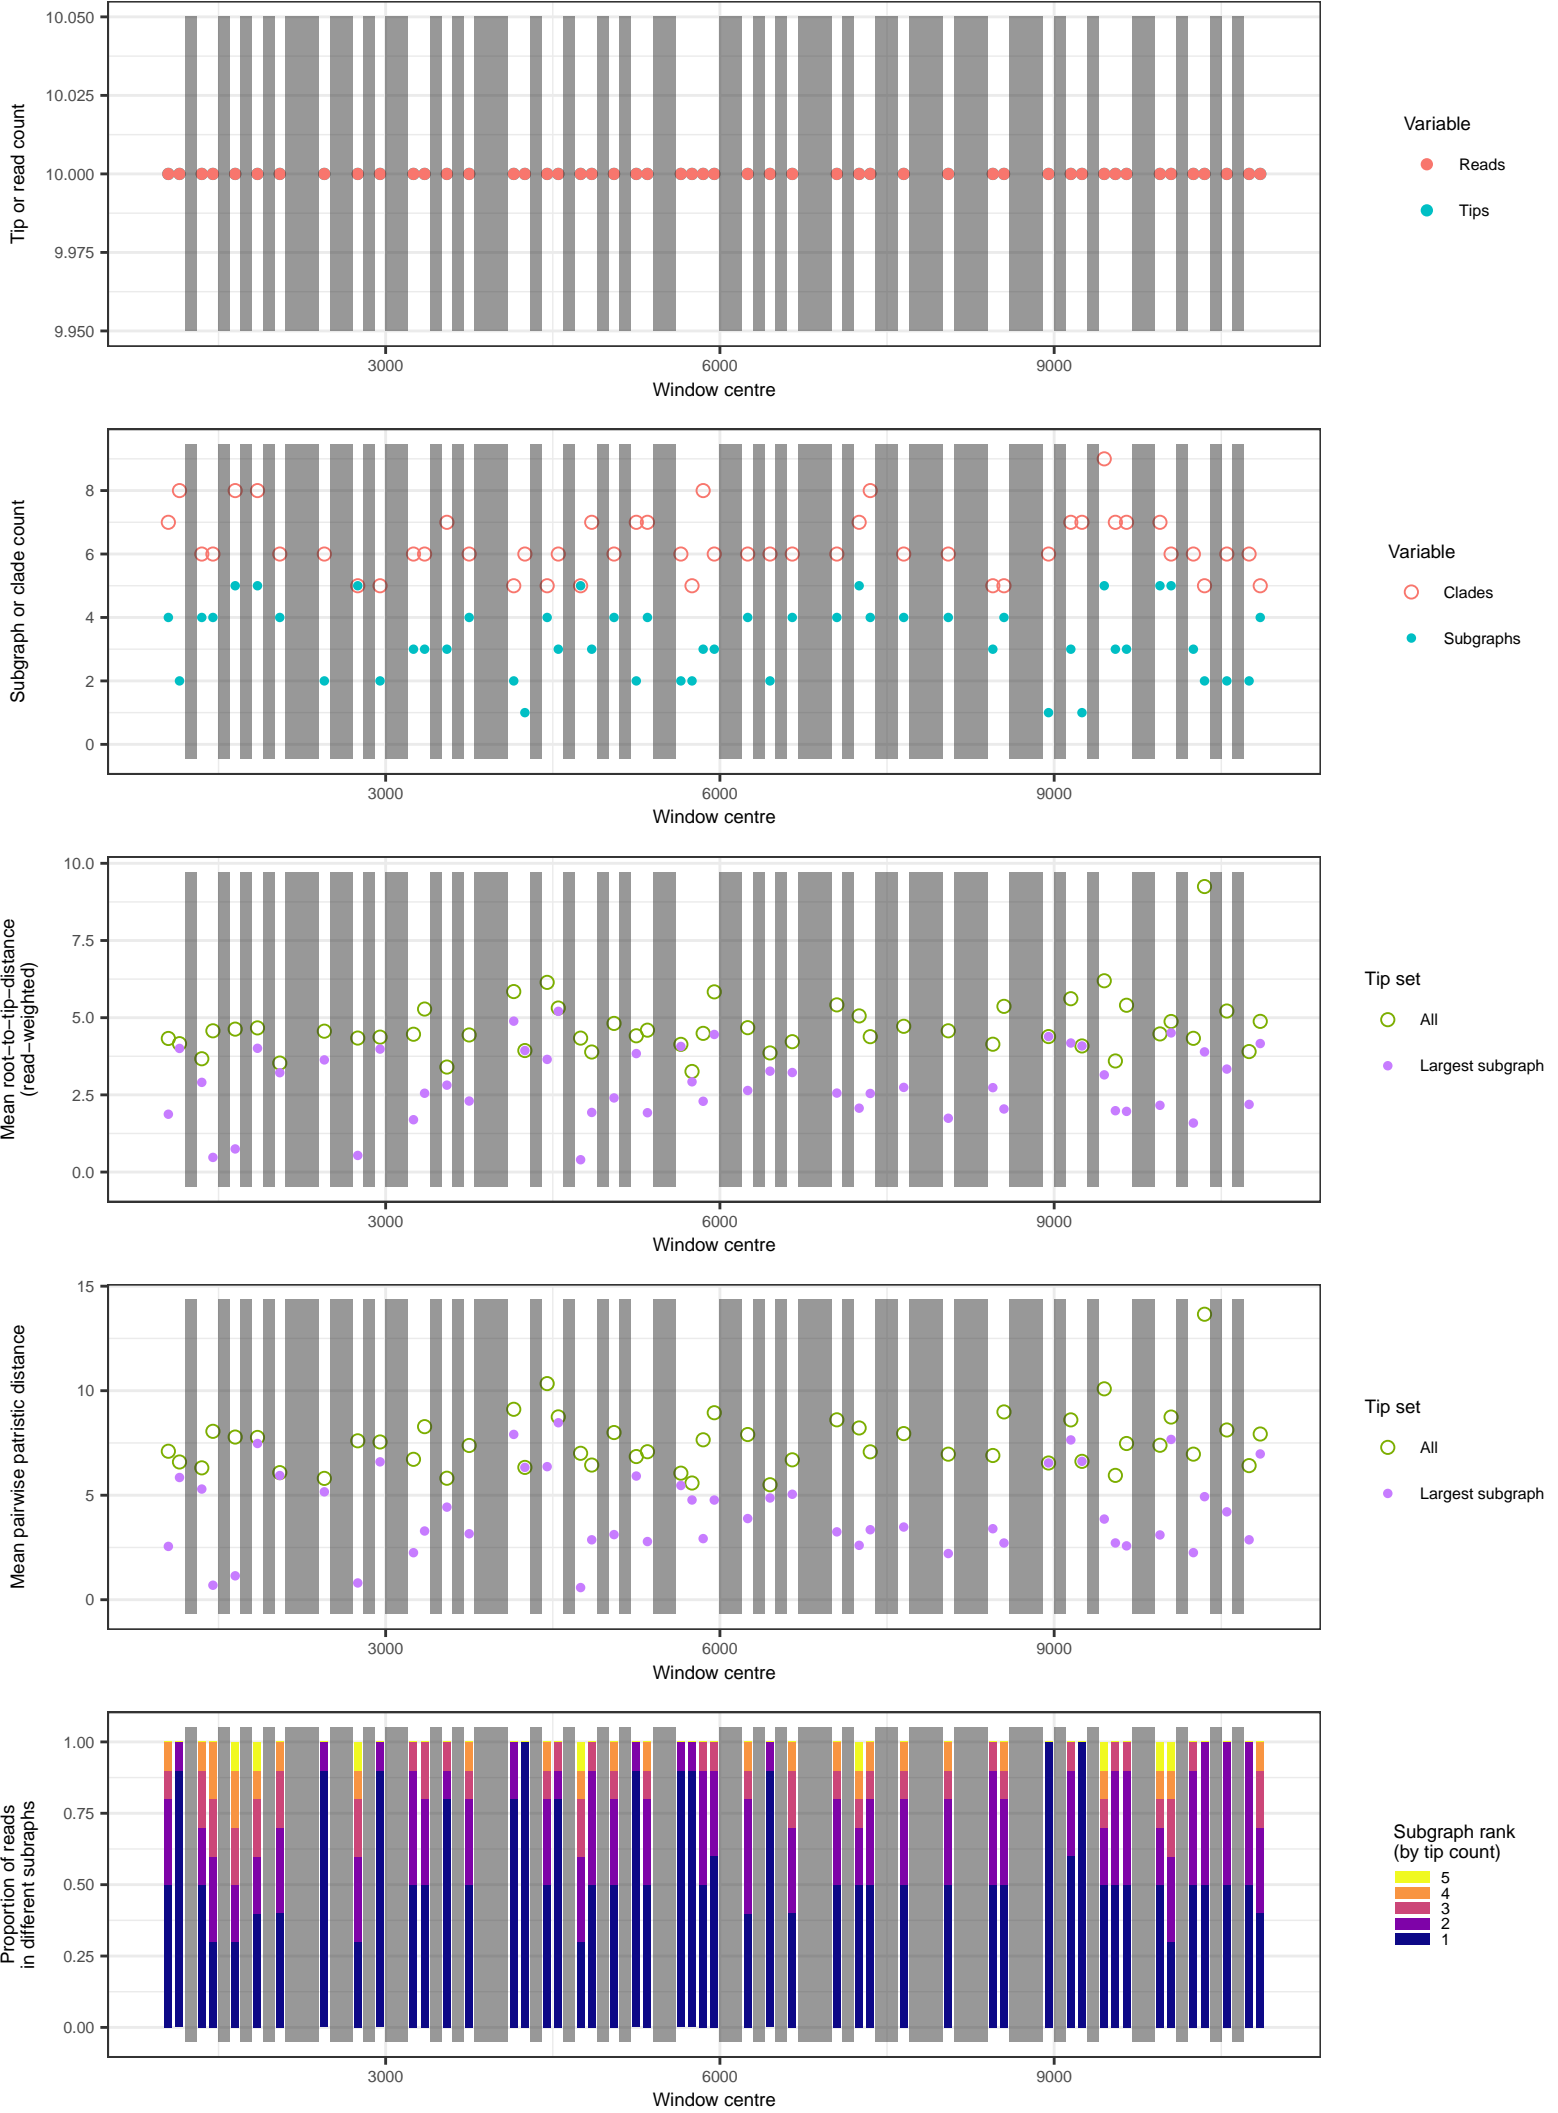 10.050
10.025
10.000
9.975
9.950
Tip or read count
3000
6000
9000
Window centre
Variable
Reads
Tips
8
6
4
2
0
Subgraph or clade count
3000
6000
9000
Window centre
Variable
Clades
Subgraphs
10.0
7.5
5.0
2.5
0.0
Mean root−to−tip−distance
(read−weighted)
3000
6000
9000
Window centre
Tip set
All
Largest subgraph
15
10
5
0
Mean pairwise patristic distance
3000
6000
9000
Window centre
Tip set
All
Largest subgraph
1.00
0.75
0.50
0.25
0.00
Proportion of reads
in different subraphs
3000
6000
9000
Window centre
Subgraph rank
(by tip count)
5
4
3
2
1